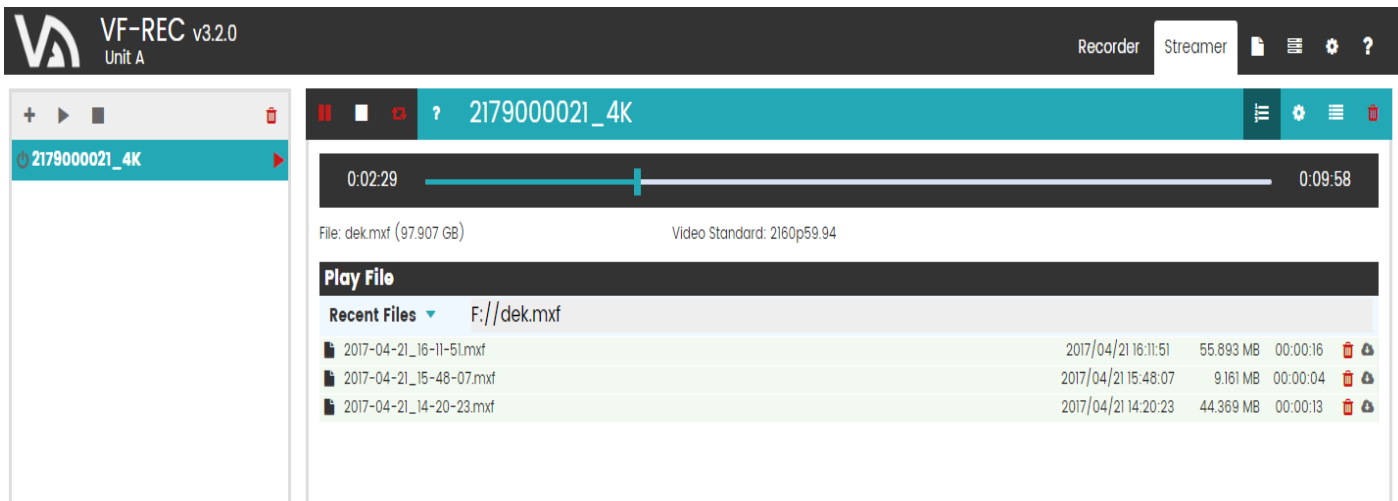 VF-REC v3.2.0
Unit A
Recorder Streamer ?
2179000021_4K
? 2179000021_4K
0:02:29 0:09:58
File: dek.mxf (97.907 GB) Video Standard: 2160p59.94
Play File
Recent Files F://dek.mxf
2017-04-21_16-11-51.mxf 2017/04/21 16:11:51 55.893 MB 00:00:16
2017-04-21_15-48-07.mxf 2017/04/21 15:48:07 9.161 MB 00:00:04
2017-04-21_14-20-23.mxf 2017/04/21 14:20:23 44.369 MB 00:00:13